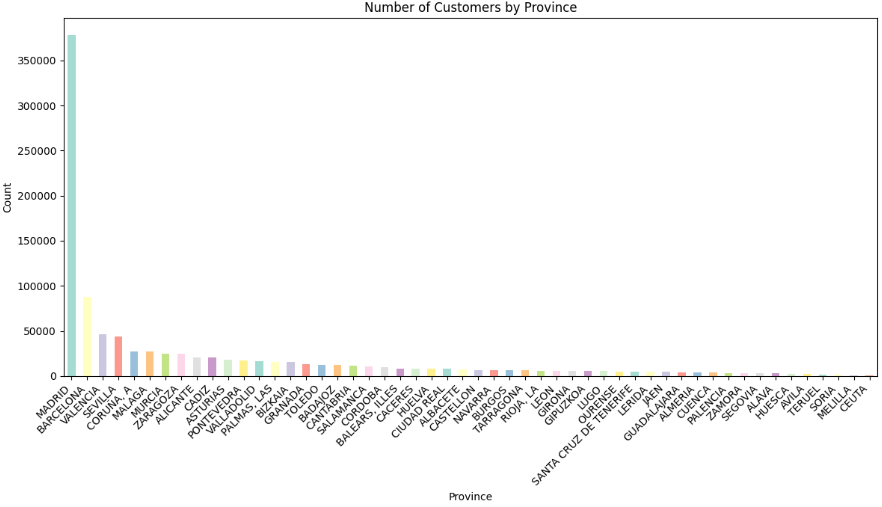 Number of Customers by Province
Count
350000
300000
250000
200000
150000
100000
50000
0
MADRID
BARCELONA
VALENCIA
SEVILLA
CORUÑA, A
MALAGA
MURCIA
ZARAGOZA
ALICANTE
CADIZ
ASTURIAS
PONTEVEDRA
VALLADOLID
PALMAS, LAS
BIZKAIA
GRANADA
TOLEDO
BADAJOZ
CANTABRIA
SALAMANCA
CORDOBA
BALEARS, ILLES
CACERES
HUELVA
CIUDAD REAL
ALBACETE
CASTELLON
NAVARRA
BURGOS
TARRAGONA
RIOJA, LA
LEON
GIRONA
GIPUZKOA
LUGO
OURENSE
SANTA CRUZ DE TENERIFE
LERIDA
JAEN
GUADALAJARA
ALMERIA
CUENCA
PALENCIA
ZAMORA
SEGOVIA
ALAVA
HUESCA
AVILA
TERUEL
SORIA
MELILLA
CEUTA
Province